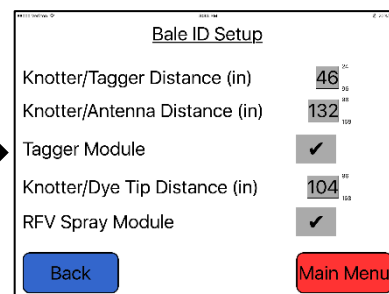 Bale ID Setup
Knotter/Tagger Distance (in) 46
Knotter/Antenna Distance (in) 132
Tagger Module ✔
Knotter/Dye Tip Distance (in) 104
RFV Spray Module ✔
Back Main Menu